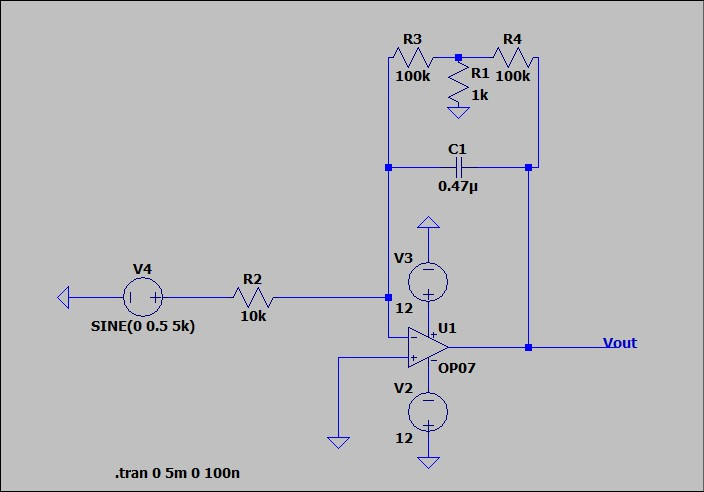 R3
R4
R1
100k
100k
1k
C1
0.47µ
V4
R2
V3
SINE(0 0.5 5k)
10k
12
U1
Vout
OP07
V2
12
.tran 0 5m 0 100n